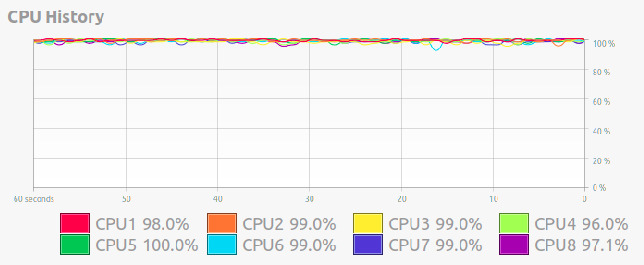 CPU History
100 %
80 %
60 %
40 %
20 %
0 %
60 seconds 50 40 30 20 10 0
CPU1 98.0% CPU2 99.0% CPU3 99.0% CPU4 96.0%
CPU5 100.0% CPU6 99.0% CPU7 99.0% CPU8 97.1%